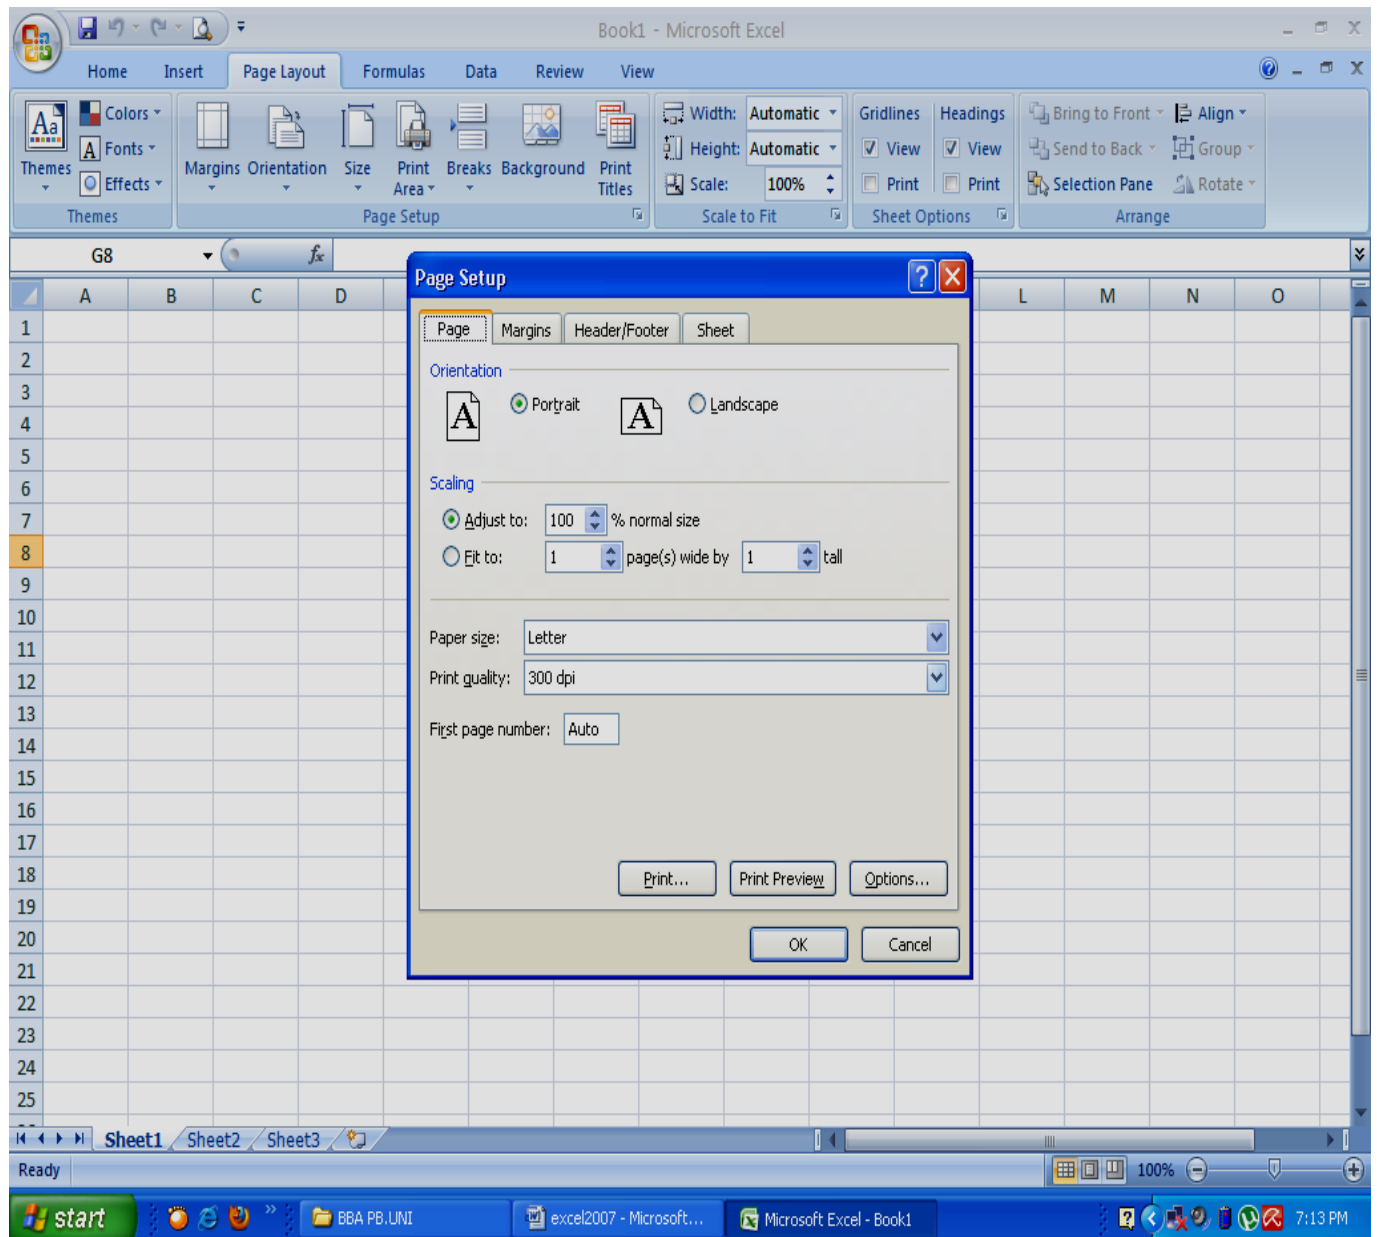 Book1 - Microsoft Excel
Home Insert Page Layout Formulas Data Review View
Aa Colors Width: Automatic Gridlines Headings Bring to Front Align
A Fonts Height: Automatic View View Send to Back Group
Themes Effects Margins Orientation Size Print Area Breaks Background Print Titles Scale: 100% Print Print Selection Pane Rotate
Themes Page Setup Scale to Fit Sheet Options Arrange
G8 fx
Page Setup ? X
A B C D L M N O
Page Margins Header/Footer Sheet
Orientation
A Portrait A Landscape
Scaling
Adjust to: 100 % normal size
Fit to: 1 page(s) wide by 1 tall
Paper size: Letter
Print quality: 300 dpi
First page number: Auto
Print... Print Preview Options...
OK Cancel
1
2
3
4
5
6
7
8
9
10
11
12
13
14
15
16
17
18
19
20
21
22
23
24
25
Sheet1 Sheet2 Sheet3
Ready 100%
start » BBA PB.UNI excel2007 - Microsoft... Microsoft Excel - Book1 7:13 PM